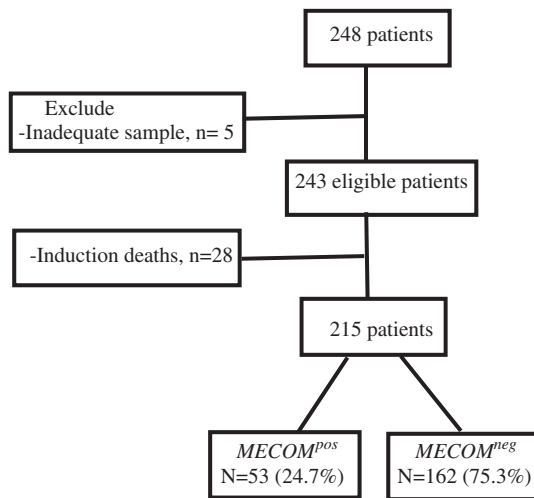 248 patients
Exclude
-Inadequate sample, n= 5
243 eligible patients
-Induction deaths, n=28
215 patients
MECOMpos
N=53 (24.7%)
MECOMneg
N=162 (75.3%)